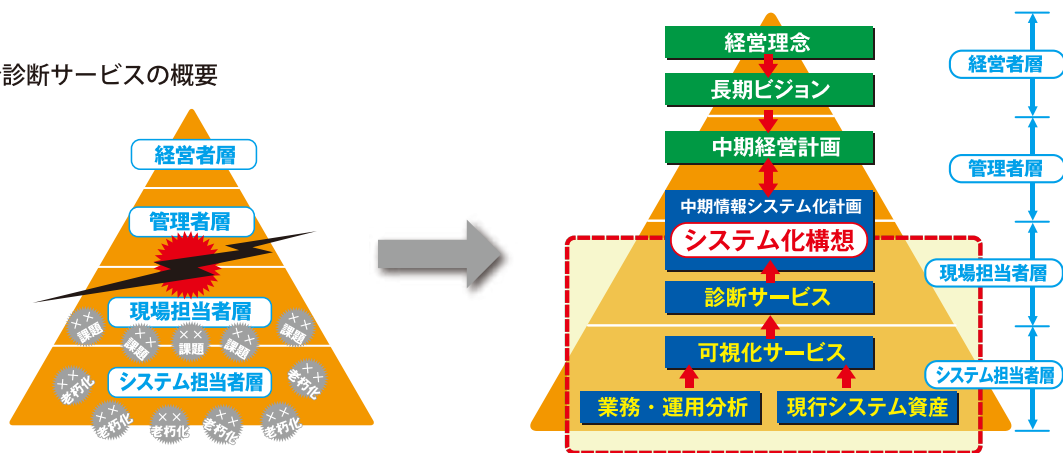 診断サービスの概要
経営者層
管理者層
現場担当者層
××
課題
××
課題
××
課題
××
課題
××
課題
システム担当者層
××
老朽化
××
老朽化
××
老朽化
××
老朽化
××
老朽化
××
老朽化
経営理念
長期ビジョン
中期経営計画
中期情報システム化計画
システム化構想
診断サービス
可視化サービス
業務・運用分析
現行システム資産
経営者層
管理者層
現場担当者層
システム担当者層